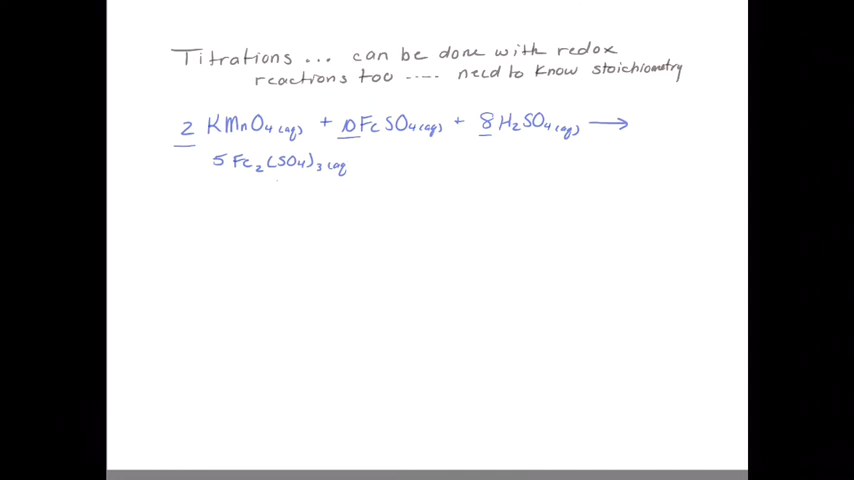 Titrations ... can be done with redox
reactions too ..... need to know stoichiometry
2 KMnO4 (aq) + 10 FeSO4 (aq) + 8 H2SO4 (aq) ⟶
5 Fe2(SO4)3 (aq